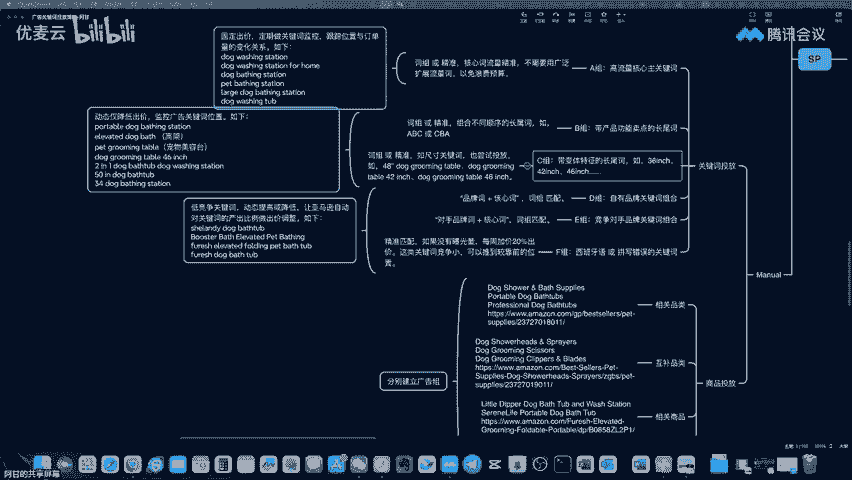 优麦云 bilibili
腾讯会议
SP
固定出价，定期做关键词监控，跟踪位置与订单
量的变化关系。如下：
dog washing station
dog washing station for home
dog bathing station
pet bathing station
large dog bathing station
dog washing tub
词组 或 精准，核心词流量精准，不需要用广泛
扩展流量词，以免浪费预算。
A组：高流量核心主关键词
动态仅降低出价，监控广告关键词位置。如下：
portable dog bathing station
elevated dog bath （高架）
pet grooming table（宠物美容台）
dog grooming table 46 inch
2 in 1 dog bathtub dog washing station
50 in dog bathtub
34 dog bathing station
词组 或 精准，组合不同顺序的长尾词，如，
ABC 或 CBA
B组：带产品功能卖点的长尾词
词组 或 精准，如尺寸关键词，也尝试投放，
如，48" dog grooming table 、dog grooming
table 42 inch、dog grooming table 46 inch。
C组：带变体特征的长尾词，如，36inch，
42inch，46inch……
关键词投放
低竞争关键词，动态提高或降低，让亚马逊自动
对关键词的产出比例做出价调整。如下：
shelandy dog bathtub
Booster Bath Elevated Pet Bathing
furesh elevated folding pet bath tub
furesh dog bath tub
“品牌词 + 核心词” ，词组 匹配。
D组：自有品牌关键词组合
“对手品牌词 + 核心词”，词组匹配。
E组：竞争对手品牌关键词组合
精准匹配，如果没有曝光量，每周加价20%出
价。这类关键词竞争小，可以推到较靠前的位
置。
F组：西班牙语 或 拼写错误的关键词
Manual
Dog Shower & Bath Supplies
Portable Dog Bathtubs
Professional Dog Bathtubs
https://www.amazon.com/gp/bestsellers/pet-
supplies/23727018011/
相关品类
Dog Showerheads & Sprayers
Dog Grooming Scissors
Dog Grooming Clippers & Blades
https://www.amazon.com/Best-Sellers-Pet-
Supplies-Dog-Showerheads-Sprayers/zgbs/pet-
supplies/23727019011/
互补品类
分别建立广告组
商品投放
Little Dipper Dog Bath Tub and Wash Station
SereneLife Portable Dog Bath Tub
https://www.amazon.com/Furesh-Elevated-
Grooming-Foldable-Portable/dp/B0858ZL2P1/
相关商品
阿甘的共享屏幕